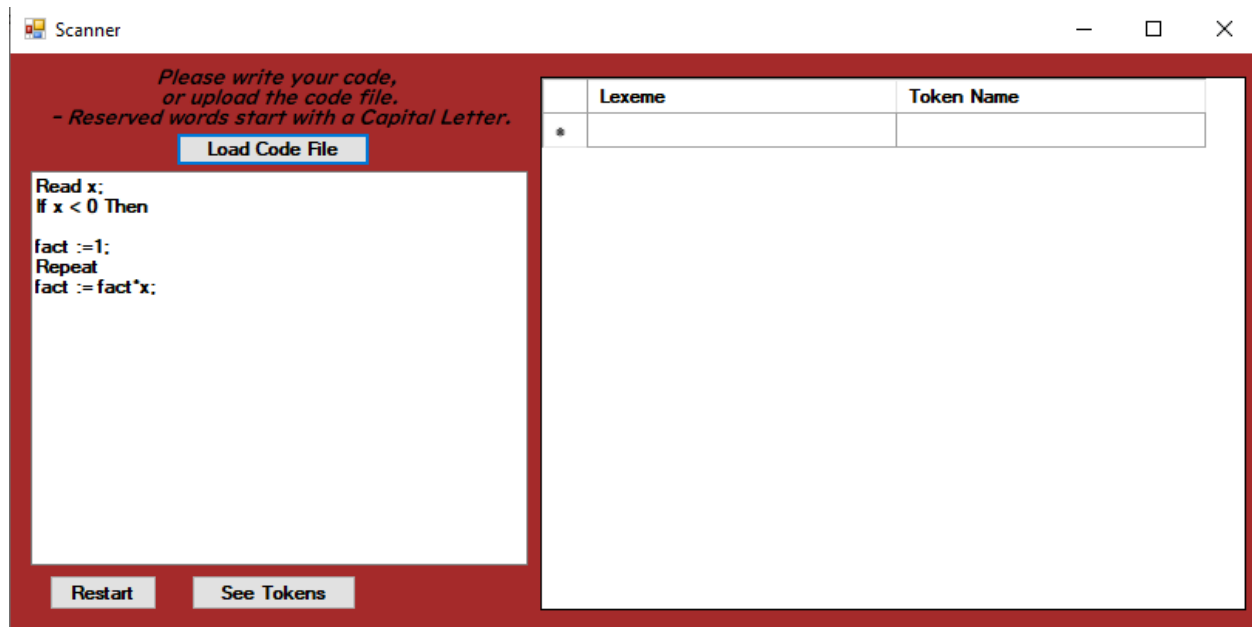 Scanner
Please write your code,
or upload the code file.
- Reserved words start with a Capital Letter.
Load Code File
Read x;
If x < 0 Then
fact :=1;
Repeat
fact := fact*x;
Restart
See Tokens
Lexeme Token Name
*